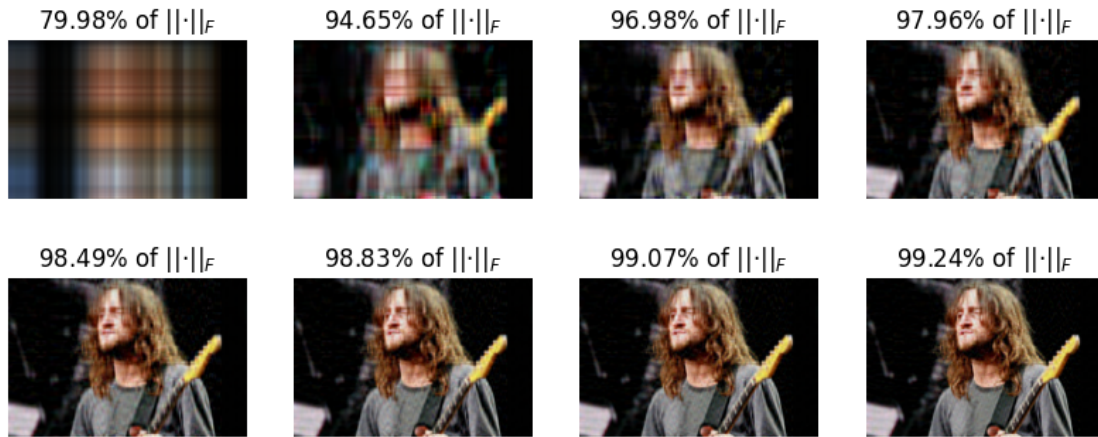 79.98% of ||·||F
94.65% of ||·||F
96.98% of ||·||F
97.96% of ||·||F
98.49% of ||·||F
98.83% of ||·||F
99.07% of ||·||F
99.24% of ||·||F